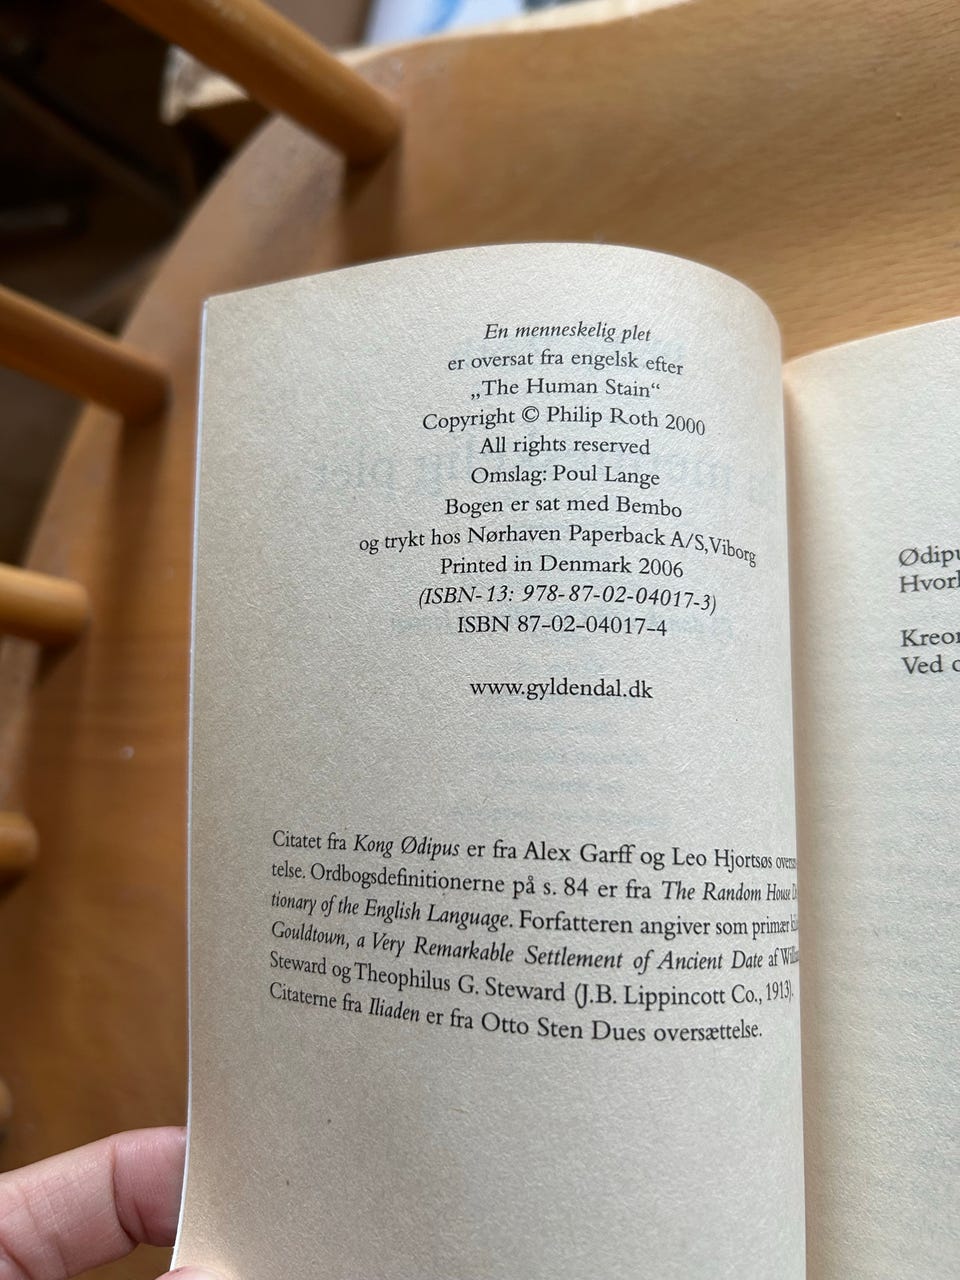 En menneskelig plet
er oversat fra engelsk efter
„The Human Stain“
Copyright © Philip Roth 2000
All rights reserved
Omslag: Poul Lange
Bogen er sat med Bembo
og trykt hos Nørhaven Paperback A/S, Viborg
Printed in Denmark 2006
(ISBN-13: 978-87-02-04017-3)
ISBN 87-02-04017-4
www.gyldendal.dk
Citatet fra Kong Ødipus er fra Alex Garff og Leo Hjortsøs
telse. Ordbogsdefinitionerne på s. 84 er fra The Random House
tionary of the English Language. Forfatteren angiver som primær
Gouldtown, a Very Remarkable Settlement of Ancient Date af
Steward og Theophilus G. Steward (J.B. Lippincott Co., 1913).
Citaterne fra Iliaden er fra Otto Sten Dues oversættelse.
Ved